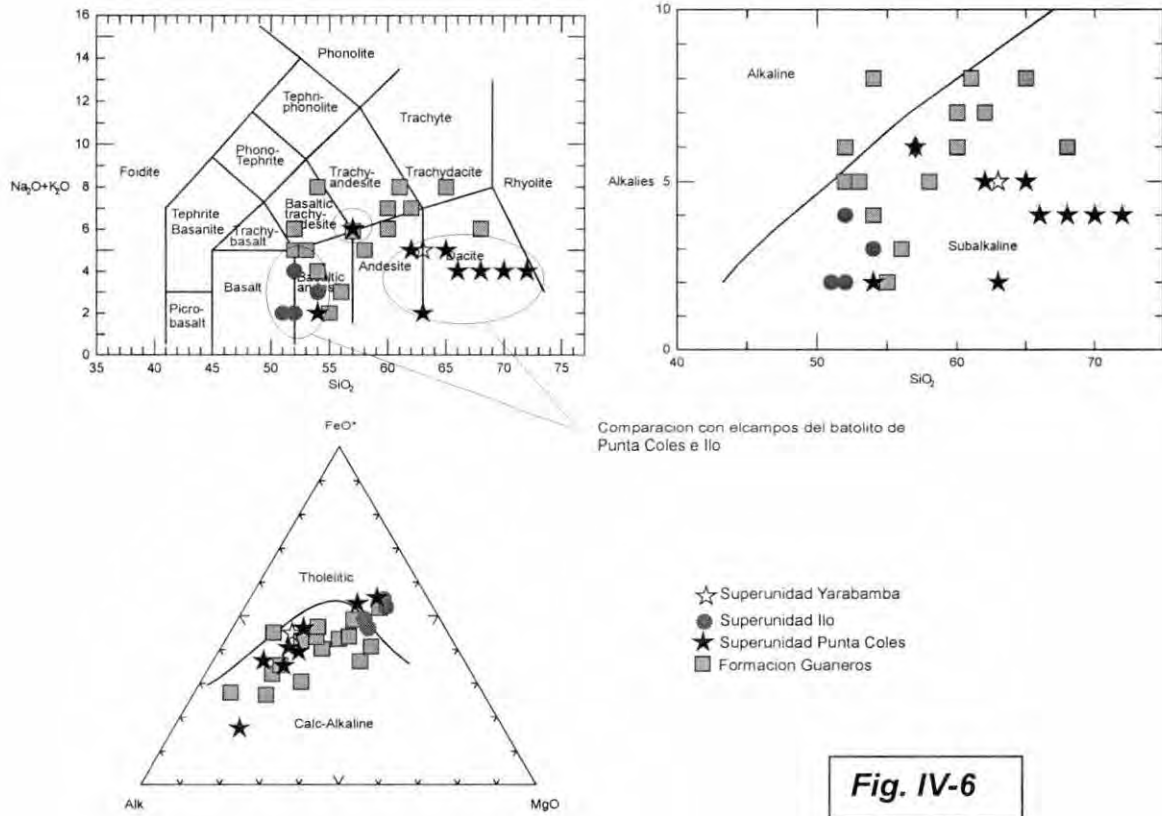 16
14
12
10
8
6
4
2
0
Na₂O+K₂O
35 40 45 50 55 60 65 70 75
SiO₂
Phonolite
Tephri-
phonolite
Trachyte
Phono-
Tephrite
Foidite
Trachy-
andesite
Trachydacite
Rhyolite
Tephrite
Basanite
Basaltic
trachy-
andesite
Trachy-
basalt
Basalt
Basaltic
andes
Andesite
Dacite
Picro-
basalt
10
5
0
Alkalies
40 50 60 70
SiO₂
Alkaline
Subalkaline
Comparacion con elcampos del batolito de
Punta Coles e Ilo
FeO*
Tholeiitic
Calc-Alkaline
Alk
MgO
Superunidad Yarabamba
Superunidad Ilo
Superunidad Punta Coles
Formacion Guaneros
Fig. IV-6